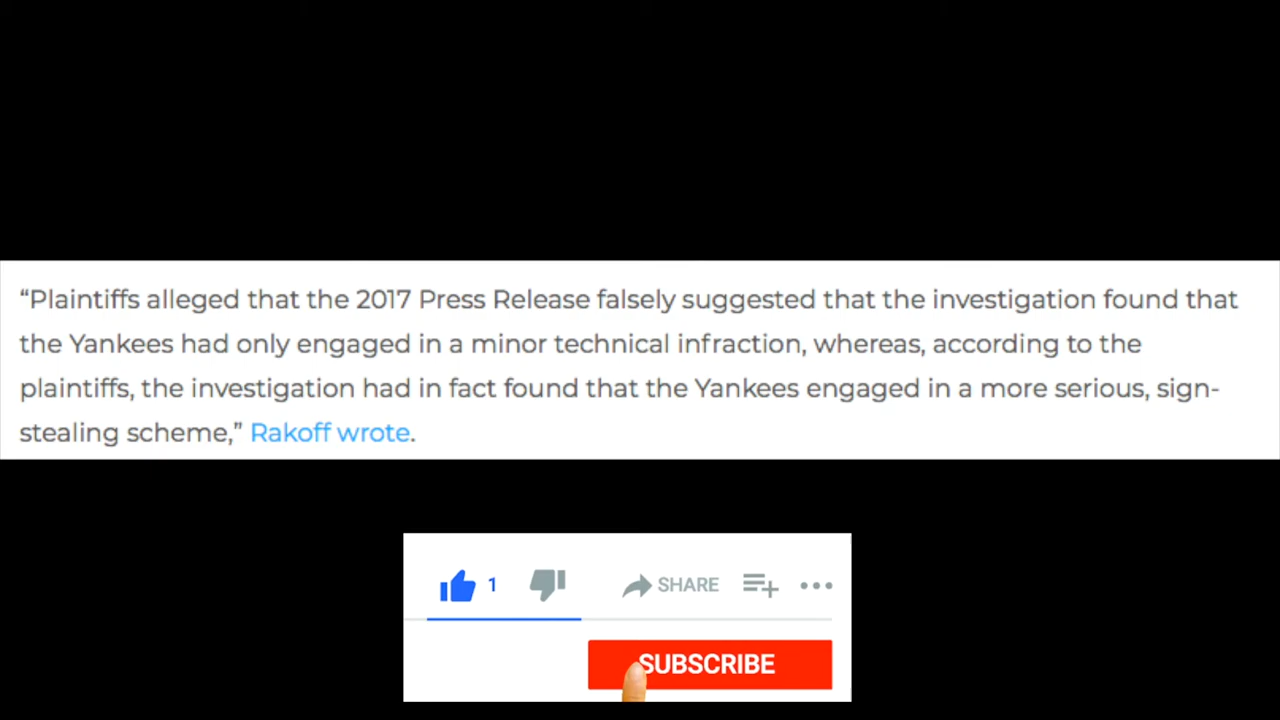 “Plaintiffs alleged that the 2017 Press Release falsely suggested that the investigation found that
the Yankees had only engaged in a minor technical infraction, whereas, according to the
plaintiffs, the investigation had in fact found that the Yankees engaged in a more serious, sign-
stealing scheme,” Rakoff wrote.
1 SHARE
SUBSCRIBE